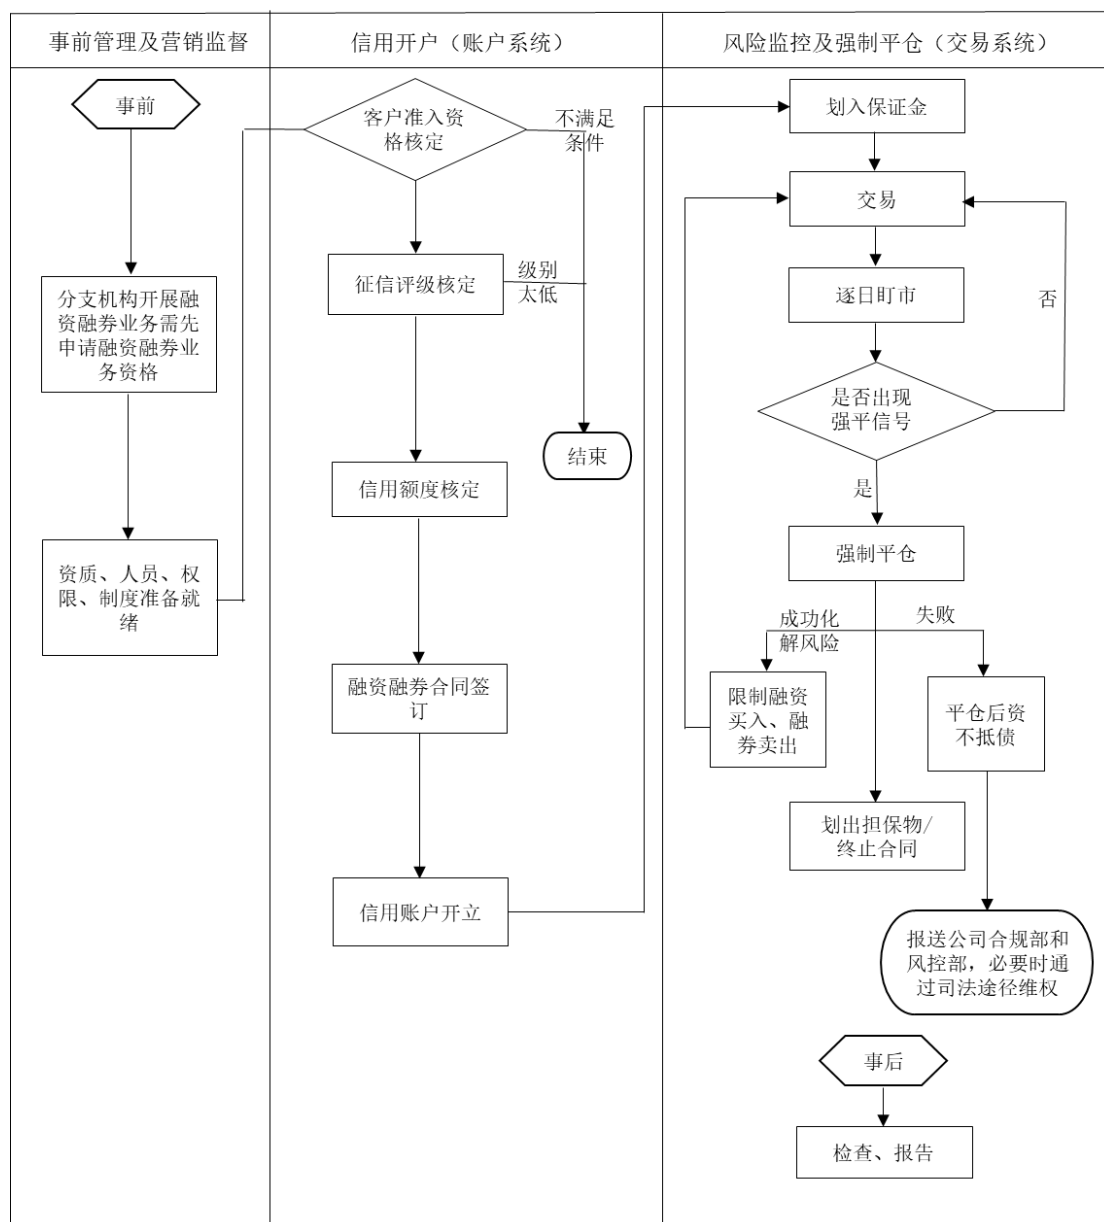 事前管理及营销监督
信用开户（账户系统）
风险监控及强制平仓（交易系统）
事前
分支机构开展融
资融券业务需先
申请融资融券业
务资格
资质、人员、权
限、制度准备就
绪
客户准入资
格核定
不满足
条件
征信评级核定
级别
太低
结束
信用额度核定
融资融券合同签
订
信用账户开立
划入保证金
交易
逐日盯市
否
是否出现
强平信号
是
强制平仓
成功化
解风险
失败
限制融资
买入、融
券卖出
平仓后资
不抵债
划出担保物/
终止合同
报送公司合规部和
风控部，必要时通
过司法途径维权
事后
检查、报告